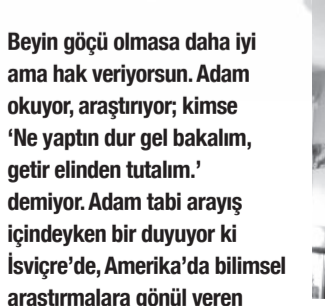 Beyin göçü olmasa daha iyi
ama hak veriyorsun. Adam
okuyor, araştırıyor; kimse
‘Ne yaptın dur gel bakalım,
getir elinden tutalım.’
demiyor. Adam tabi arayış
içindeyken bir duyuyor ki
İsviçre’de, Amerika’da bilimsel
araştırmalara gönül veren